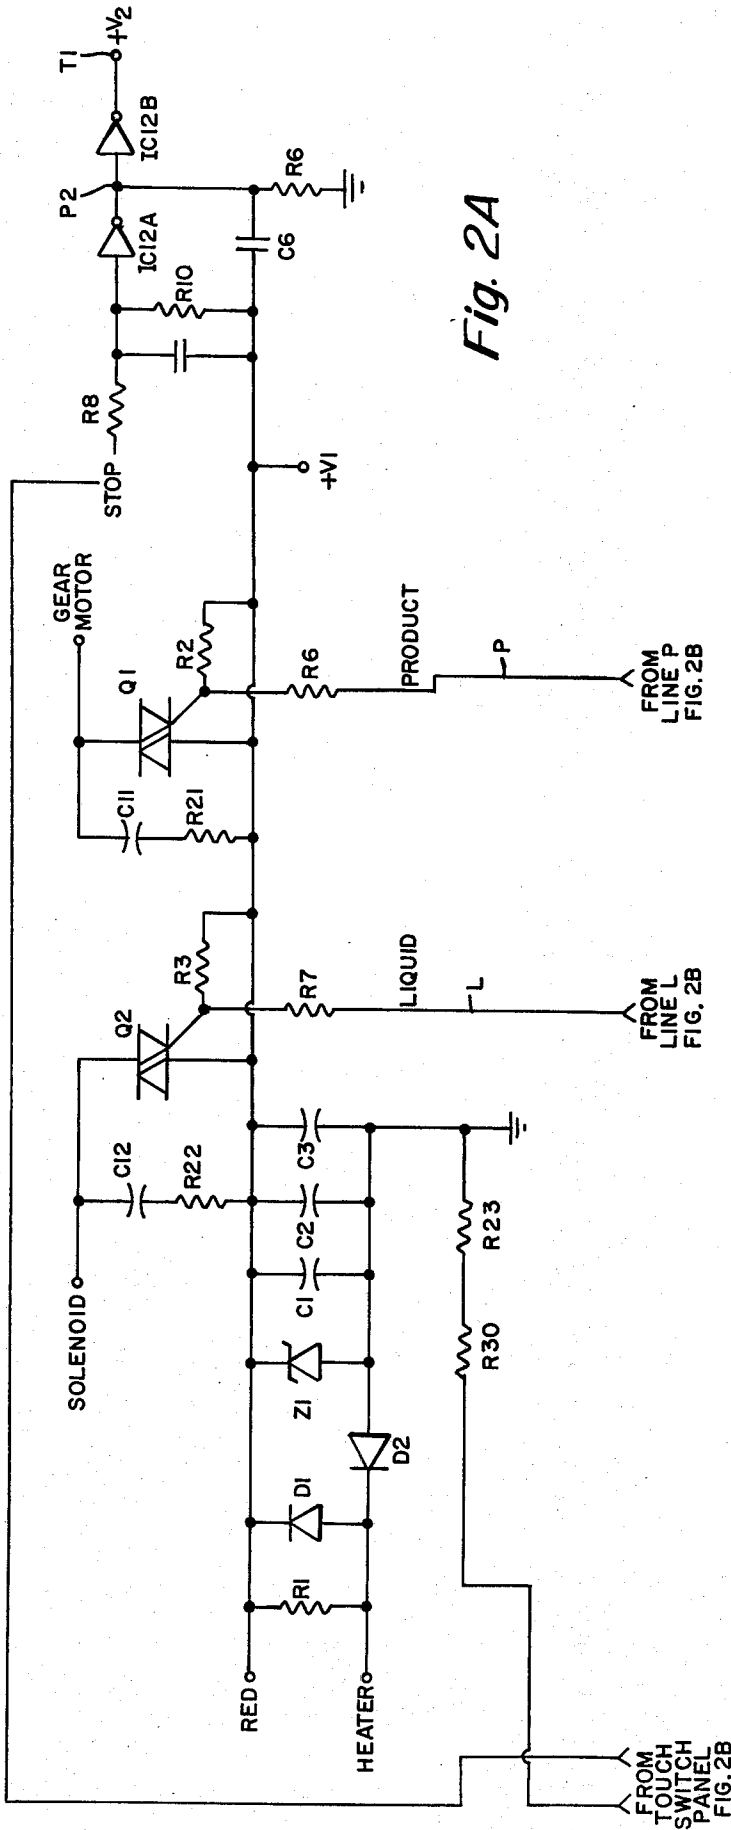 T1
+V2
P2
IC12B
IC12A
R6
R10
C6
R8
Fig. 2A
STOP
+V1
GEAR
MOTOR
Q1
R2
R6
PRODUCT
P
FROM
LINE P
FIG. 2B
C11
R21
R3
Q2
R7
LIQUID
L
FROM
LINE L
FIG. 2B
C12
R22
C3
C2
C1
R23
R30
SOLENOID
Z1
D1
D2
R1
RED
HEATER
FROM
TOUCH
SWITCH
PANEL
FIG. 2B